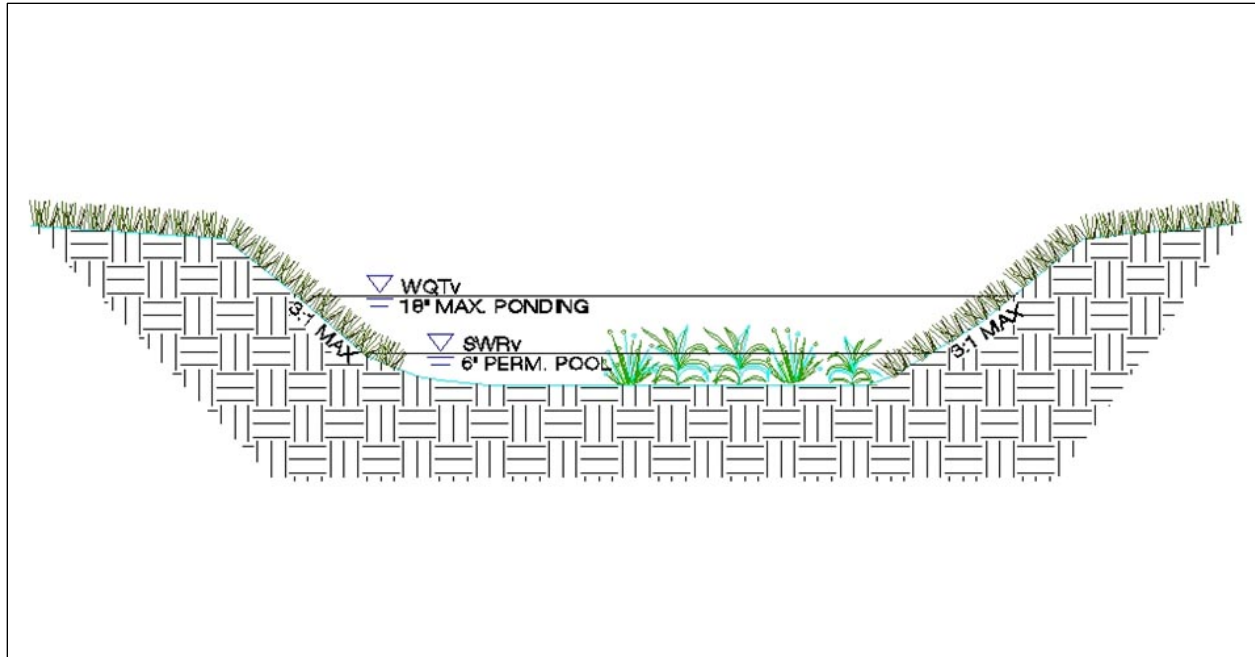 WQTv
18" MAX. PONDING
3:1 MAX
3:1 MAX
SWRv
6" PERM. POOL